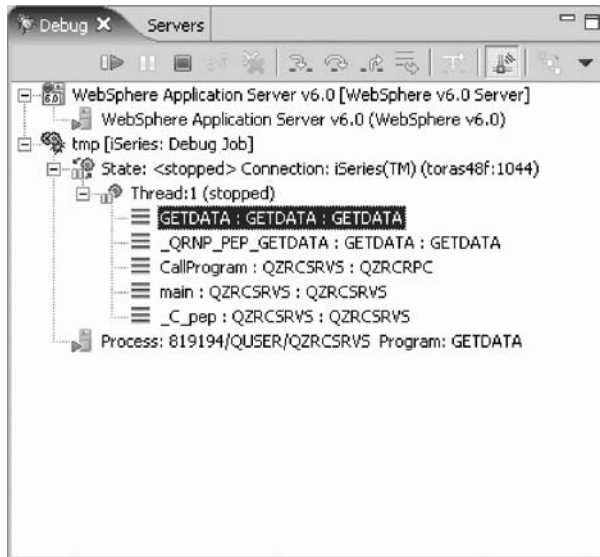 Debug Servers
6.0 WebSphere Application Server v6.0 [WebSphere v6.0 Server]
WebSphere Application Server v6.0 (WebSphere v6.0)
tmp [iSeries: Debug Job]
State: <stopped> Connection: iSeries(TM) (toras48f:1044)
Thread:1 (stopped)
GETDATA : GETDATA : GETDATA
_QRNP_PEP_GETDATA : GETDATA : GETDATA
CallProgram : QZRCSRVS : QZRCRPC
main : QZRCSRVS : QZRCSRVS
_C_pep : QZRCSRVS : QZRCSRVS
Process: 819194/QUSER/QZRCSRVS Program: GETDATA